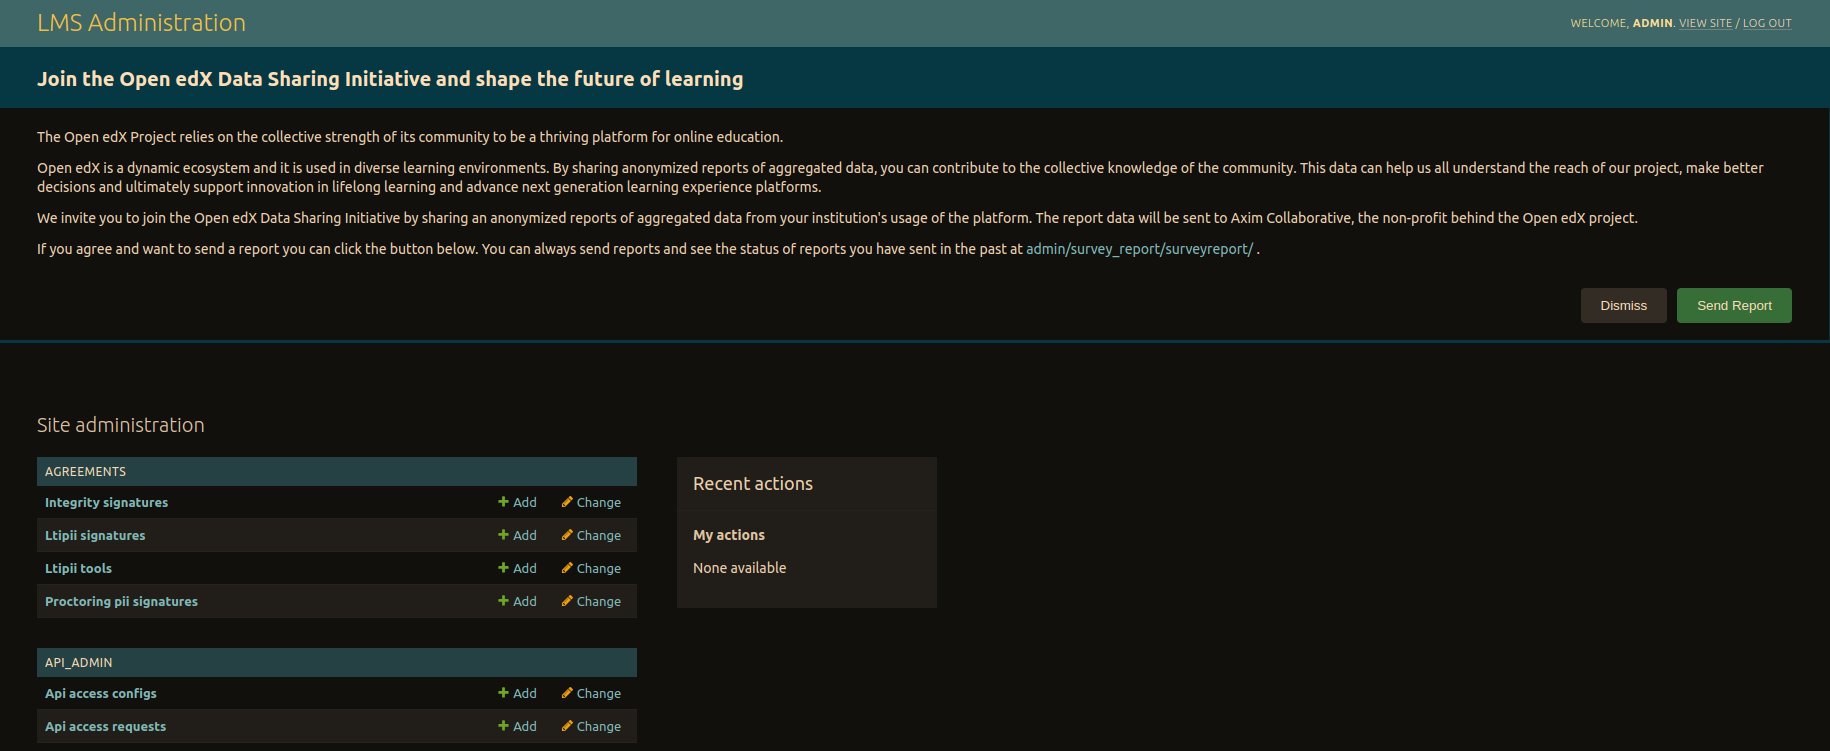 LMS Administration
WELCOME, ADMIN. VIEW SITE / LOG OUT
Join the Open edX Data Sharing Initiative and shape the future of learning
The Open edX Project relies on the collective strength of its community to be a thriving platform for online education.
Open edX is a dynamic ecosystem and it is used in diverse learning environments. By sharing anonymized reports of aggregated data, you can contribute to the collective knowledge of the community. This data can help us all understand the reach of our project, make better
decisions and ultimately support innovation in lifelong learning and advance next generation learning experience platforms.
We invite you to join the Open edX Data Sharing Initiative by sharing an anonymized reports of aggregated data from your institution's usage of the platform. The report data will be sent to Axim Collaborative, the non-profit behind the Open edX project.
If you agree and want to send a report you can click the button below. You can always send reports and see the status of reports you have sent in the past at admin/survey_report/surveyreport/ .
Dismiss Send Report
Site administration
AGREEMENTS
Integrity signatures Add Change
Ltipii signatures Add Change
Ltipii tools Add Change
Proctoring pii signatures Add Change
API_ADMIN
Api access configs Add Change
Api access requests Add Change
Recent actions
My actions
None available